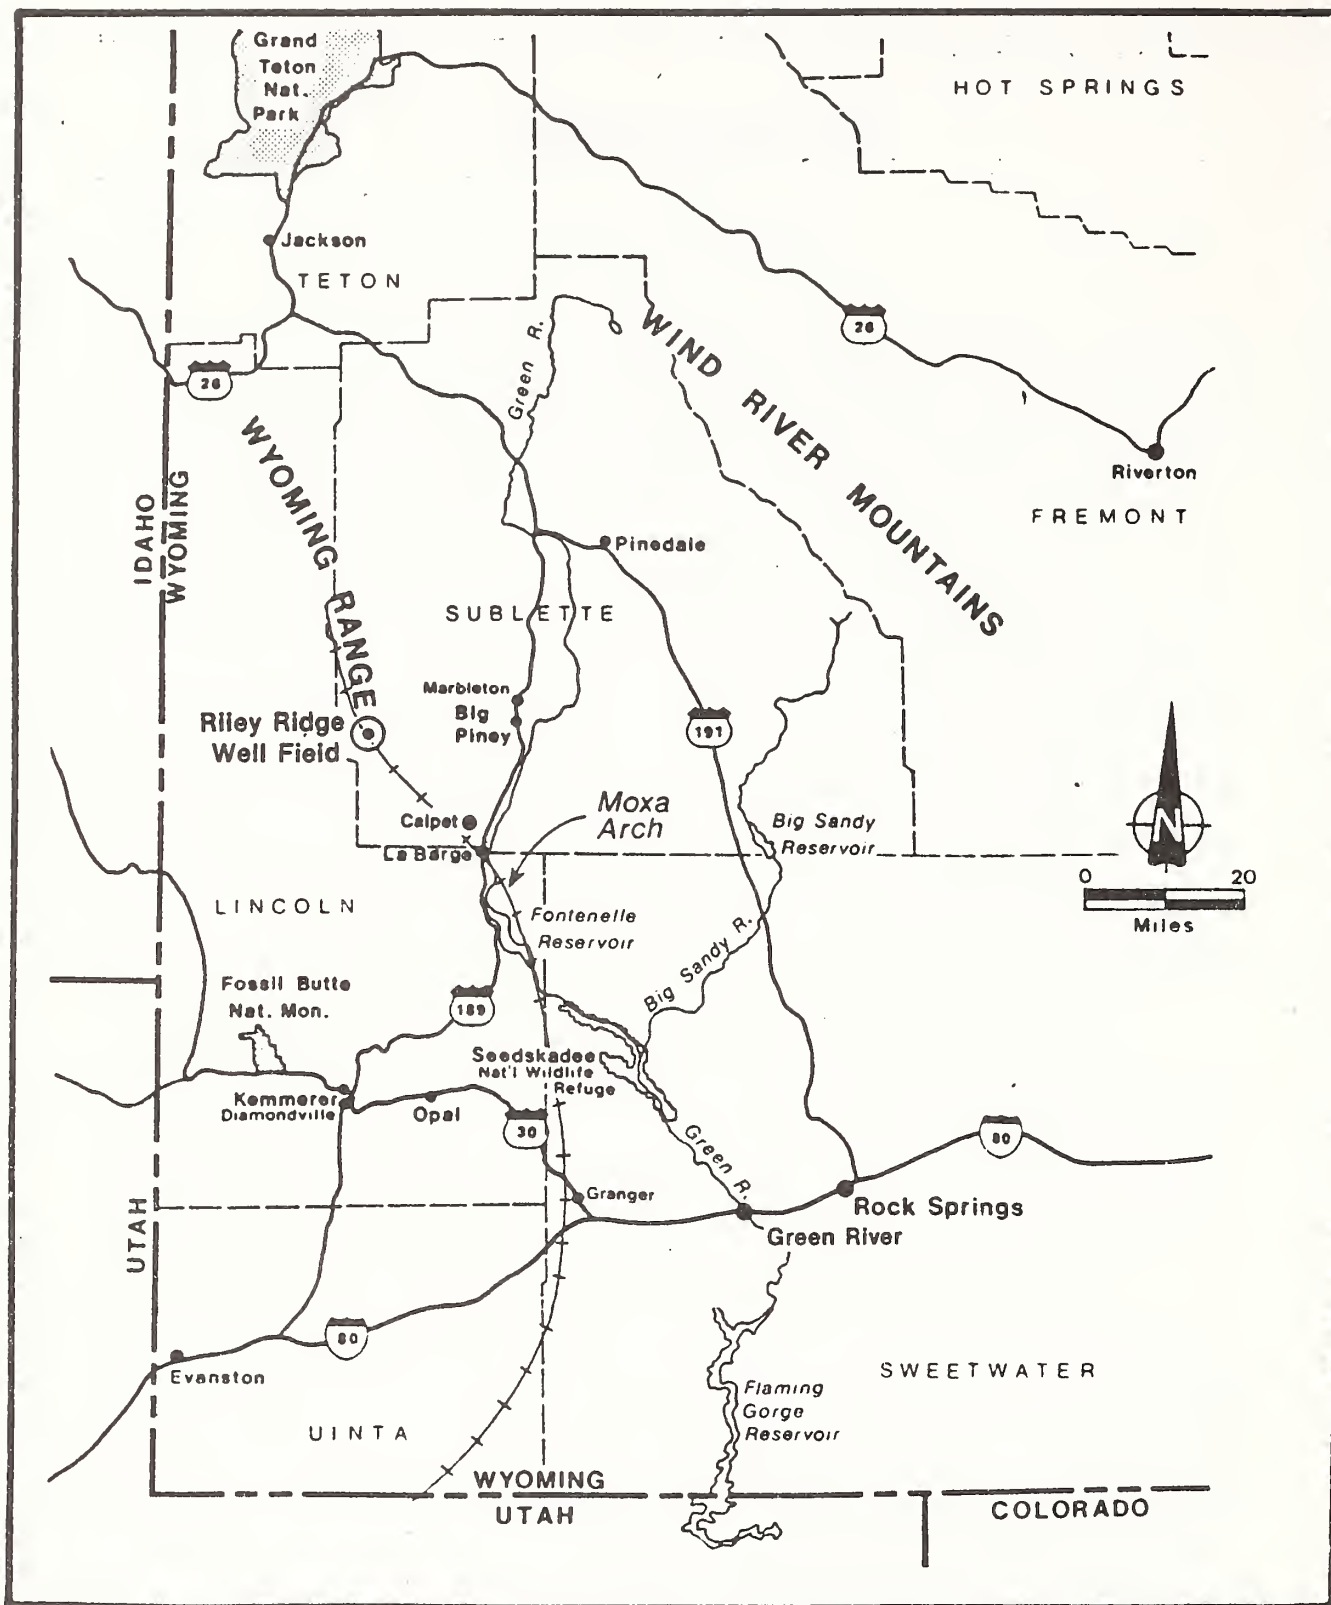 Grand
Teton
Nat.
Park
HOT SPRINGS
Jackson
TETON
Green R.
WIND RIVER MOUNTAINS
26
26
WYOMING RANGE
Riverton
FREMONT
IDAHO
WYOMING
Pinedale
SUBLETTE
Marbleton
Big
Piney
Riley Ridge
Well Field
191
Moxa
Arch
Calpet
La Barge
Big Sandy
Reservoir
N
0 20
Miles
LINCOLN
Fontenelle
Reservoir
Big Sandy R.
Fossil Butte
Nat. Mon.
189
Seedskadee
Nat'l Wildlife
Refuge
Kemmerer
Diamondville
Opal
30
Green R.
80
Granger
Rock Springs
Green River
UTAH
80
Evanston
SWEETWATER
Flaming
Gorge
Reservoir
UINTA
WYOMING
UTAH
COLORADO